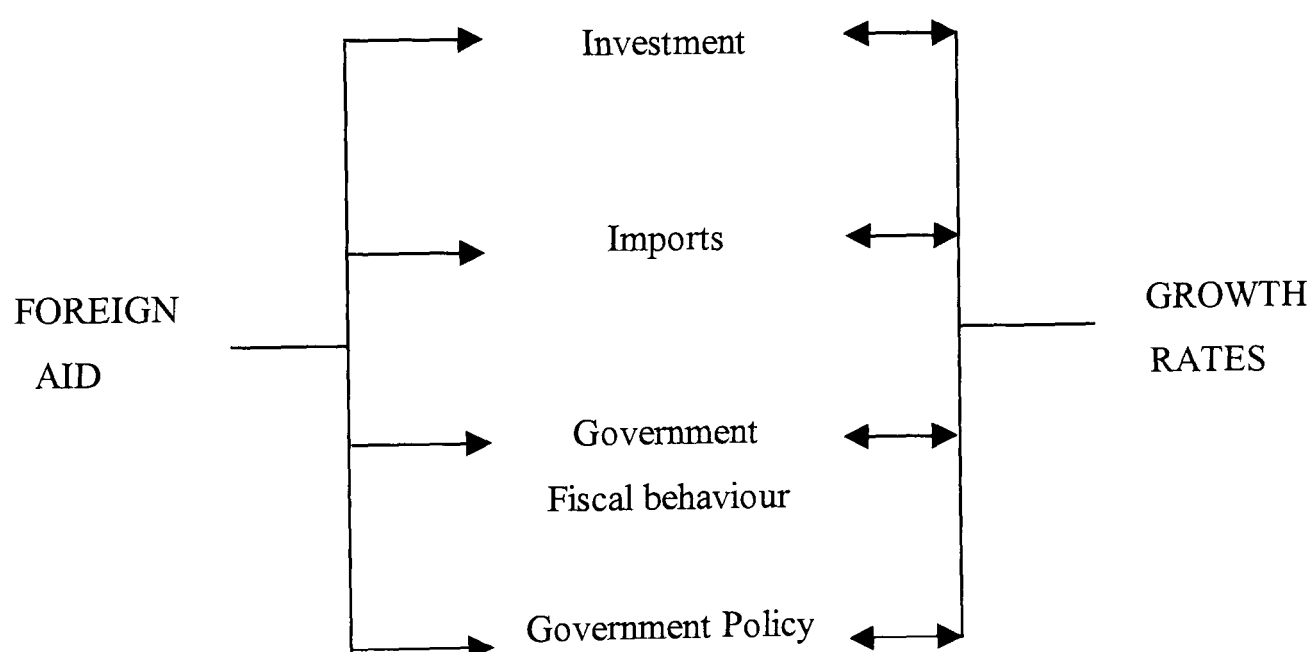 Investment
Imports
FOREIGN
AID
GROWTH
RATES
Government
Fiscal behaviour
Government Policy